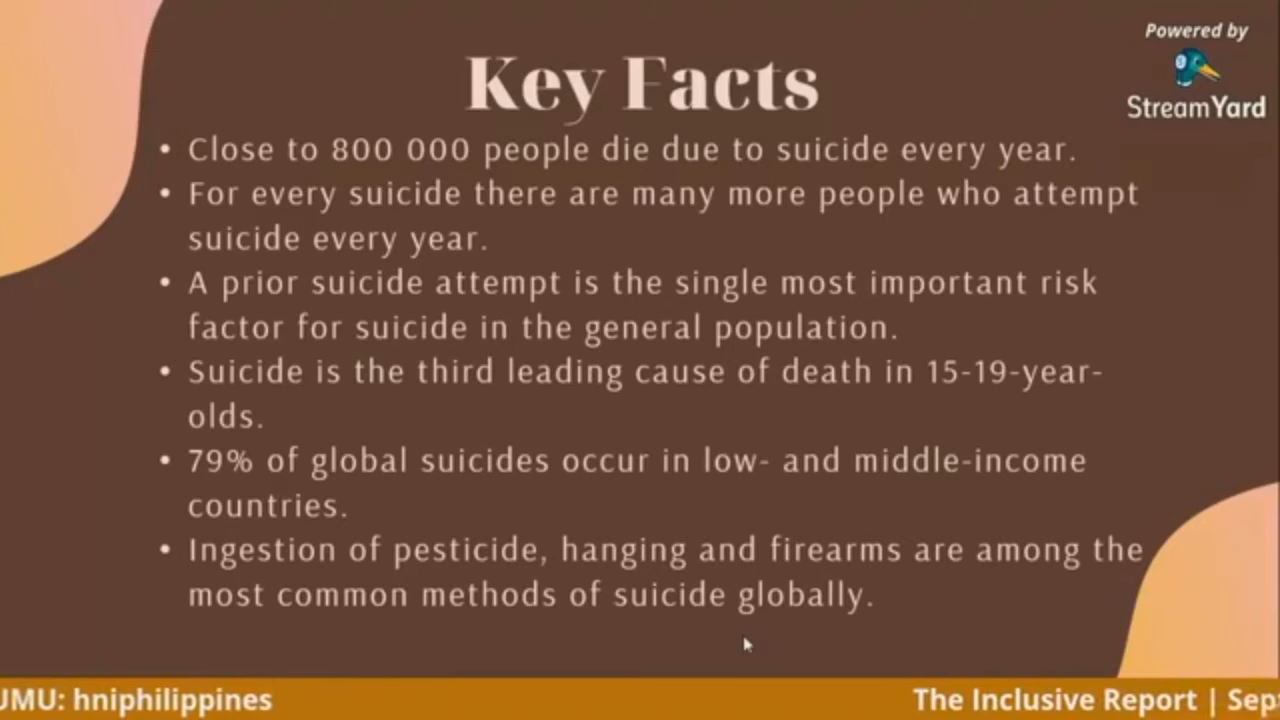 Powered by
StreamYard
Key Facts
• Close to 800 000 people die due to suicide every year.
• For every suicide there are many more people who attempt
suicide every year.
• A prior suicide attempt is the single most important risk
factor for suicide in the general population.
• Suicide is the third leading cause of death in 15-19-year-
olds.
• 79% of global suicides occur in low- and middle-income
countries.
• Ingestion of pesticide, hanging and firearms are among the
most common methods of suicide globally.
UMU: hniphilippines
The Inclusive Report | Sep